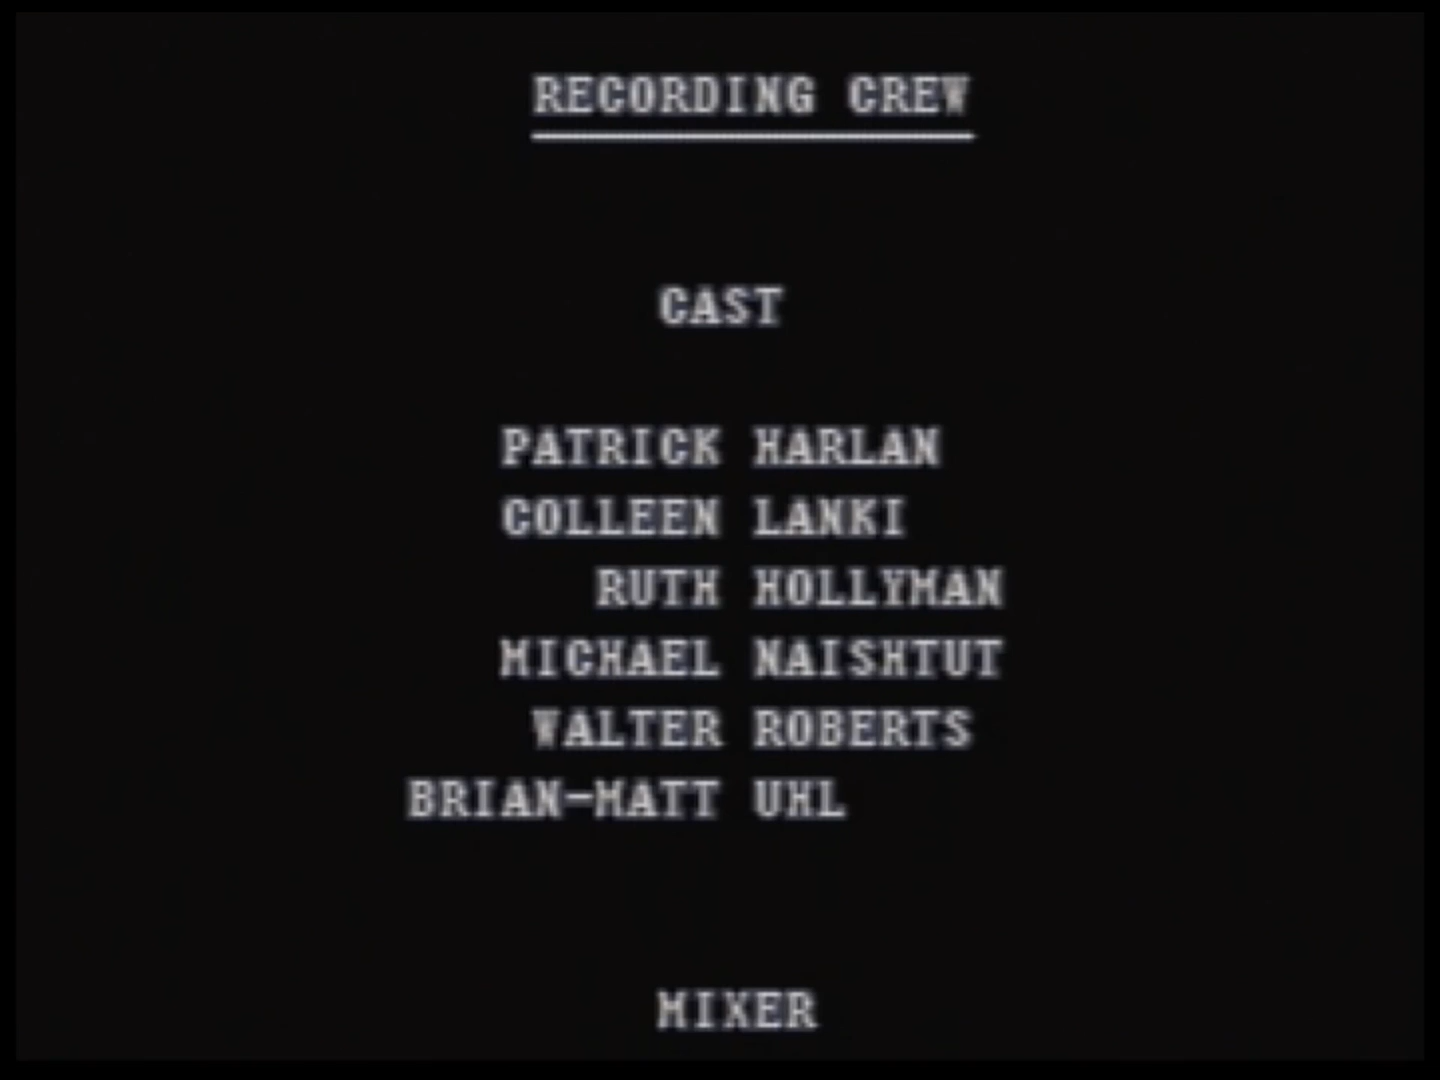 RECORDING CREW
CAST
PATRICK HARLAN
COLLEEN LANKI
RUTH HOLLYMAN
MICHAEL NAISHTUT
WALTER ROBERTS
BRIAN-MATT UHL
MIXER